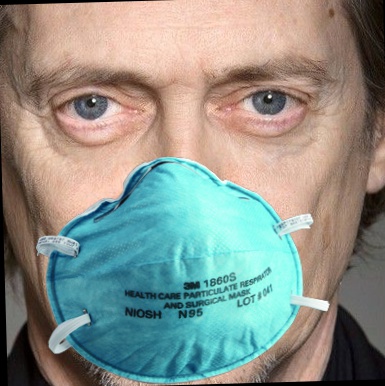 3M 1860S
HEALTH CARE PARTICULATE RESPIRATOR
AND SURGICAL MASK
NIOSH N95 LOT # 041